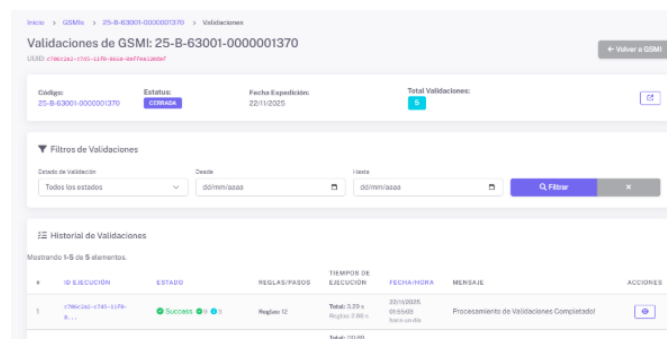 Inicio > GSMIs > 25-B-63001-0000001370 > Validaciones
Validaciones de GSMI: 25-B-63001-0000001370
← Volver a GSMI
UUID:
Código: Estatus: Fecha Expedición: Total Validaciones:
25-B-63001-0000001370 CERRADA 22/11/2025 5
Filtros de Validaciones
Estado de Validación Desde Hasta
Todos los estados dd/mm/aaaa dd/mm/aaaa Filtrar ×
Historial de Validaciones
Mostrando 1-5 de 5 elementos.
# ID EJECUCIÓN ESTADO REGLAS/PASOS TIEMPOS DE EJECUCIÓN FECHA/HORA MENSAJE ACCIONES
1 Success Reglas: 12 Total: 3.29 s 22/11/2025 Procesamiento de Validaciones Completado!
hace un día